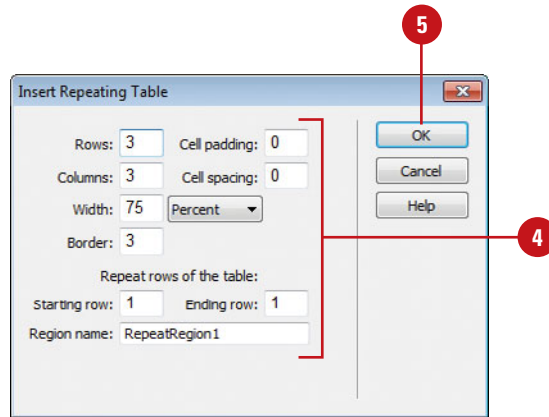 5
Insert Repeating Table
Rows: 3 Cell padding: 0
Columns: 3 Cell spacing: 0
Width: 75 Percent
Border: 3
Repeat rows of the table:
Starting row: 1 Ending row: 1
Region name: RepeatRegion1
OK
Cancel
Help
4